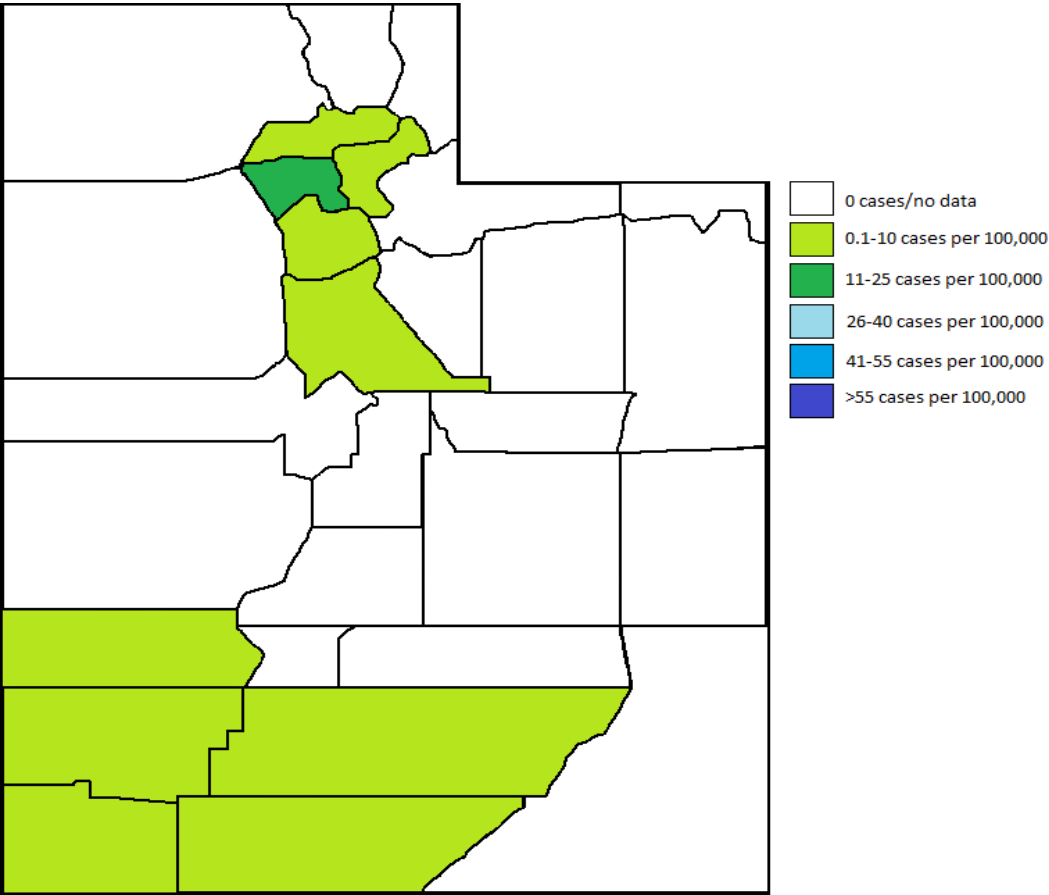 0 cases/no data
0.1-10 cases per 100,000
11-25 cases per 100,000
26-40 cases per 100,000
41-55 cases per 100,000
>55 cases per 100,000